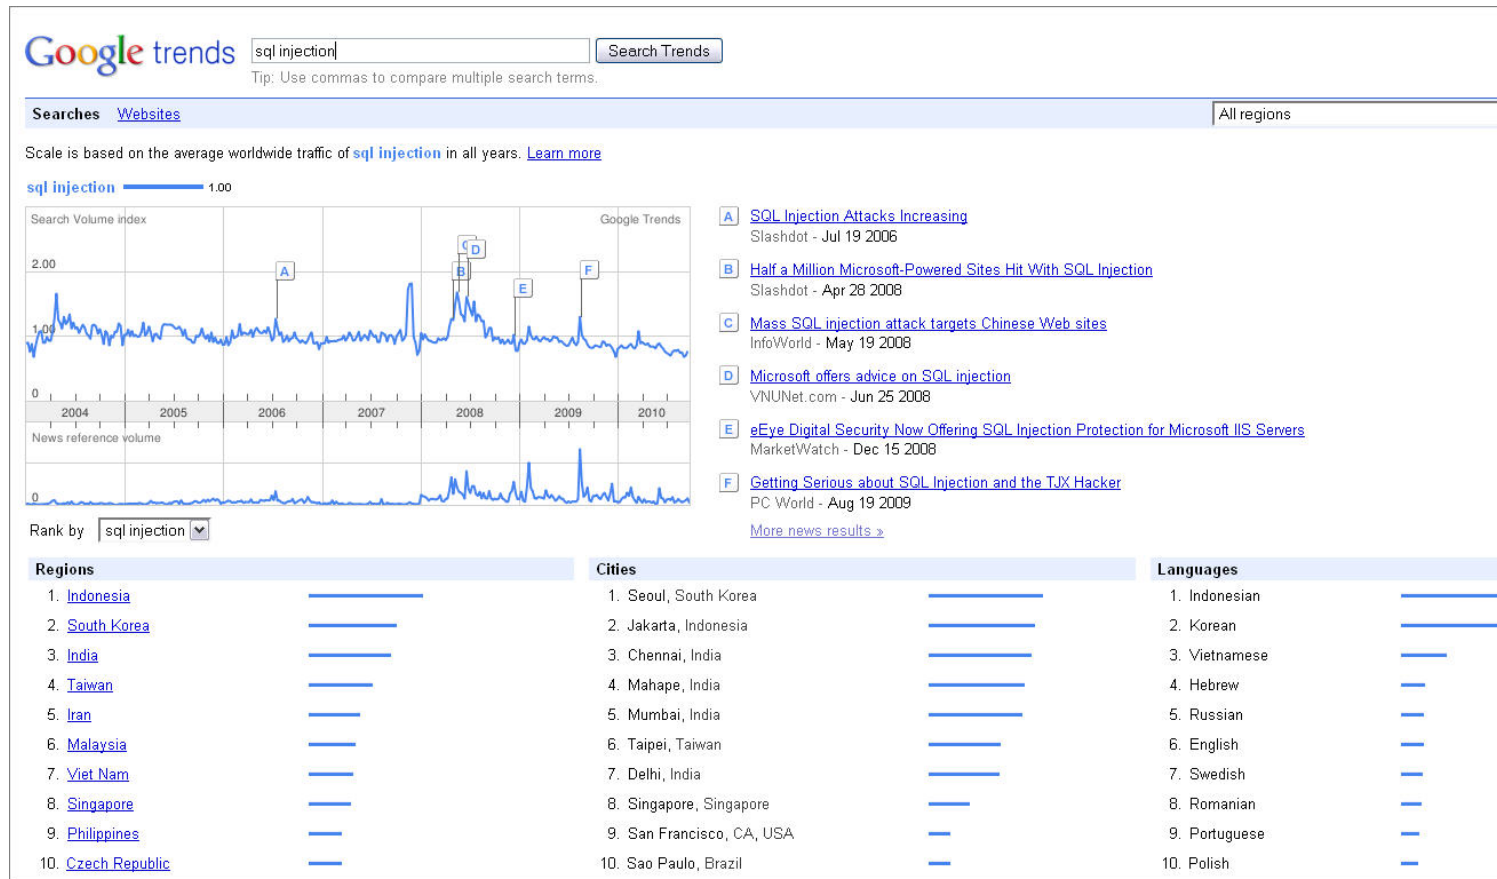 Google trends
sql injection
Search Trends
Tip: Use commas to compare multiple search terms.
Searches Websites
All regions
Scale is based on the average worldwide traffic of sql injection in all years. Learn more
sql injection 1.00
Search Volume index
Google Trends
2.00
1.00
0
A
B
C
D
E
F
2004 2005 2006 2007 2008 2009 2010
News reference volume
0
A SQL Injection Attacks Increasing
Slashdot - Jul 19 2006
B Half a Million Microsoft-Powered Sites Hit With SQL Injection
Slashdot - Apr 28 2008
C Mass SQL injection attack targets Chinese Web sites
InfoWorld - May 19 2008
D Microsoft offers advice on SQL injection
VNUNet.com - Jun 25 2008
E eEye Digital Security Now Offering SQL Injection Protection for Microsoft IIS Servers
MarketWatch - Dec 15 2008
F Getting Serious about SQL Injection and the TJX Hacker
PC World - Aug 19 2009
More news results »
Rank by sql injection
Regions
1. Indonesia
2. South Korea
3. India
4. Taiwan
5. Iran
6. Malaysia
7. Viet Nam
8. Singapore
9. Philippines
10. Czech Republic
Cities
1. Seoul, South Korea
2. Jakarta, Indonesia
3. Chennai, India
4. Mahape, India
5. Mumbai, India
6. Taipei, Taiwan
7. Delhi, India
8. Singapore, Singapore
9. San Francisco, CA, USA
10. Sao Paulo, Brazil
Languages
1. Indonesian
2. Korean
3. Vietnamese
4. Hebrew
5. Russian
6. English
7. Swedish
8. Romanian
9. Portuguese
10. Polish